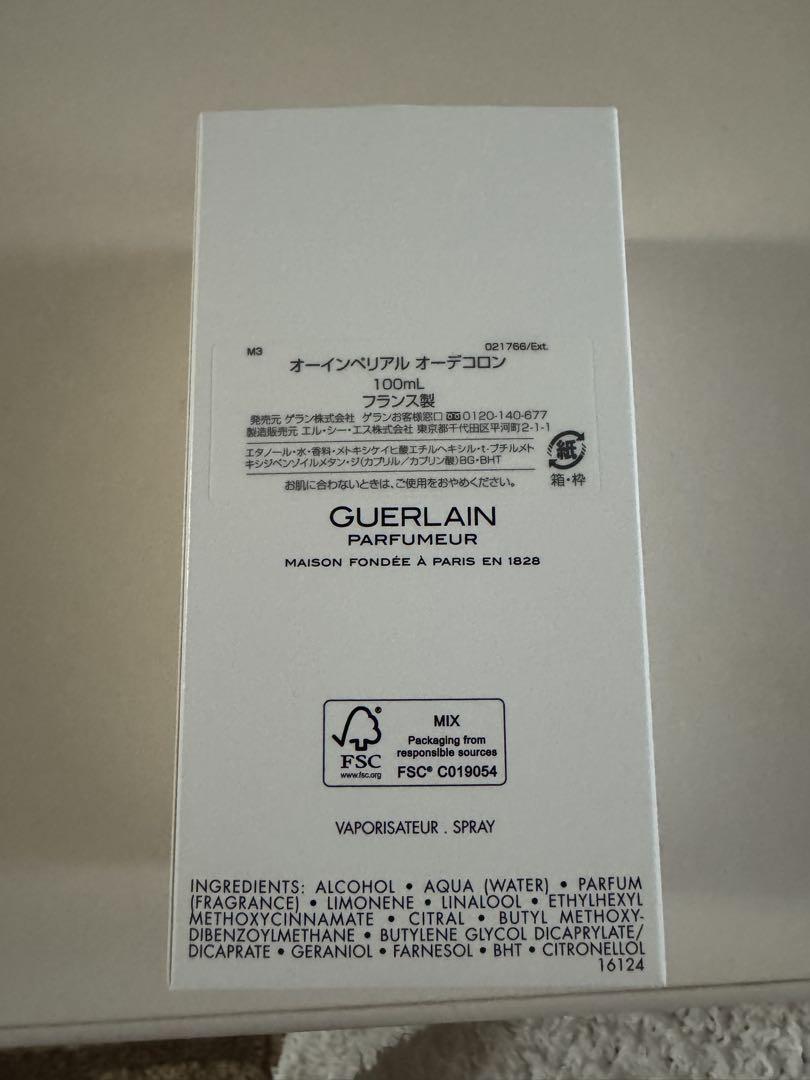 M3 021766/Ext.
オーインペリアル オーデコロン
100mL
フランス製
発売元 ゲラン株式会社 ゲランお客様窓口 0120-140-677
製造販売元 エル・シー・エス株式会社 東京都千代田区平河町2-1-1
エタノール・水・香料・メトキシケイヒ酸エチルヘキシル・t-ブチルメト
キシジベンゾイルメタン・ジ(カプリル/カプリン酸)BG・BHT
紙
箱・枠
お肌に合わないときは、ご使用をおやめください。
GUERLAIN
PARFUMEUR
MAISON FONDÉE À PARIS EN 1828
FSC®
www.fsc.org
MIX
Packaging from
responsible sources
FSC® C019054
VAPORISATEUR . SPRAY
INGREDIENTS: ALCOHOL • AQUA (WATER) • PARFUM
(FRAGRANCE) • LIMONENE • LINALOOL • ETHYLHEXYL
METHOXYCINNAMATE • CITRAL • BUTYL METHOXY-
DIBENZOYLMETHANE • BUTYLENE GLYCOL DICAPRYLATE/
DICAPRATE • GERANIOL • FARNESOL • BHT • CITRONELLOL
16124